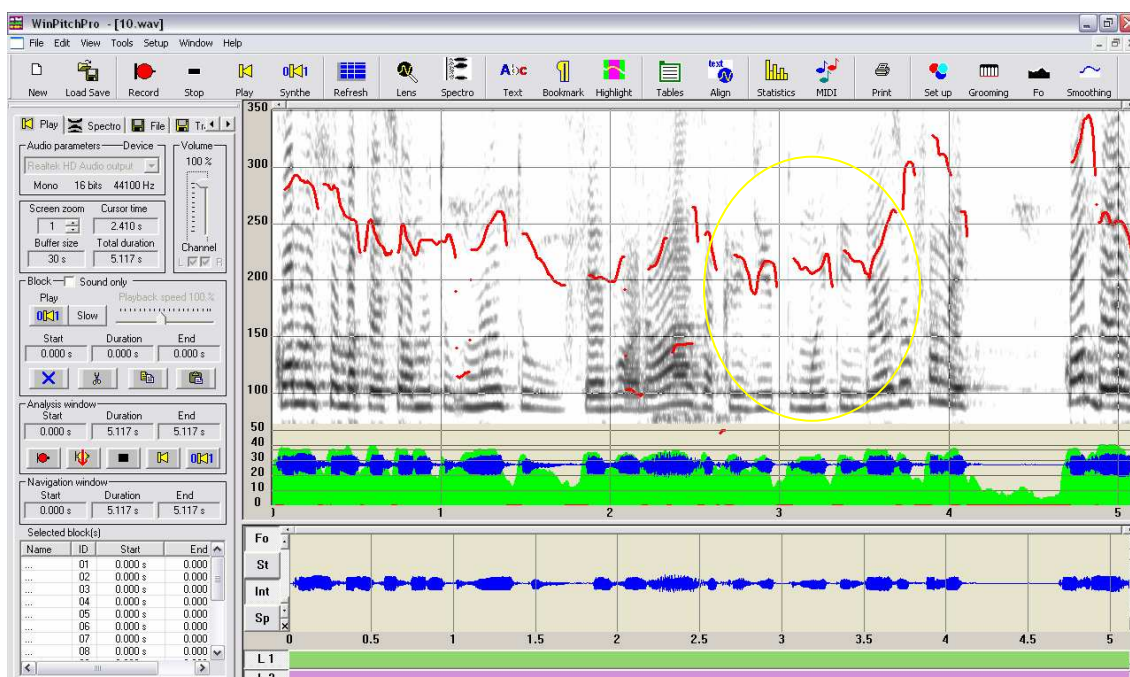 WinPitchPro - [10.wav]
File Edit View Tools Setup Window Help
New Load Save Record Stop Play Synthe Refresh Lens Spectro Text Bookmark Highlight Tables Align Statistics MIDI Print Set up Grooming Fo Smoothing
Play Spectro File
Audio parameters Device Volume
Realtek HD Audio output 100 %
Mono 16 bits 44100 Hz
Screen zoom Cursor time
1 2.410 s
Buffer size Total duration Channel
30 s 5.117 s L R
Block Sound only
Play Playback speed 100 %
Slow
Start Duration End
0.000 s 0.000 s 0.000 s
Analysis window
Start Duration End
0.000 s 5.117 s 5.117 s
Navigation window
Start Duration End
0.000 s 5.117 s 5.117 s
Selected block(s)
Name ID Start End
... 01 0.000 s 0.000
... 02 0.000 s 0.000
... 03 0.000 s 0.000
... 04 0.000 s 0.000
... 05 0.000 s 0.000
... 06 0.000 s 0.000
... 07 0.000 s 0.000
... 08 0.000 s 0.000
350
300
250
200
150
100
50
40
30
20
10
0
1 2 3 4 5
Fo
St
Int
Sp
0 0.5 1 1.5 2 2.5 3 3.5 4 4.5 5
L 1